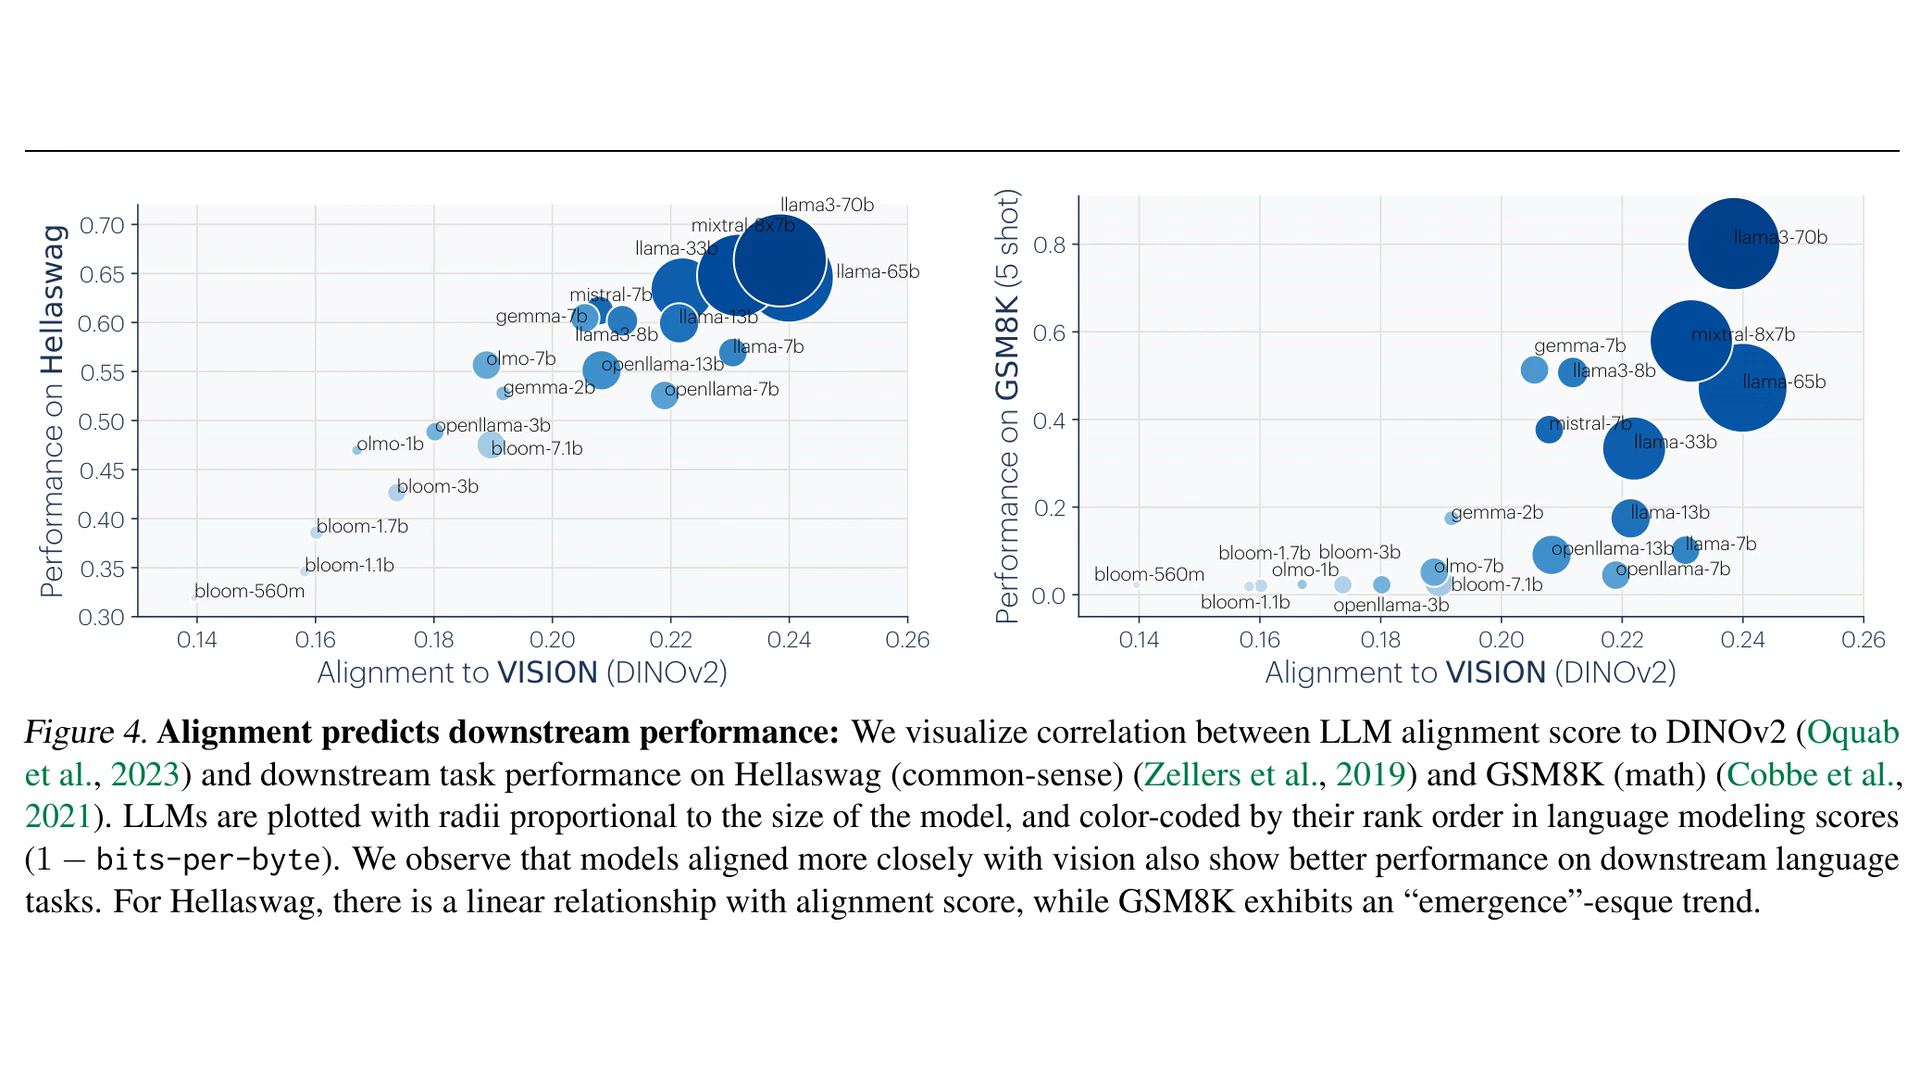 Performance on Hellaswag
0.70
0.65
0.60
0.55
0.50
0.45
0.40
0.35
0.30
llama3-70b
mixtral-8x7b
llama-33b
llama-65b
mistral-7b
gemma-7b
llama-13b
llama3-8b
llama-7b
olmo-7b
openllama-13b
gemma-2b
openllama-7b
openllama-3b
olmo-1b
bloom-7.1b
bloom-3b
bloom-1.7b
bloom-1.1b
bloom-560m
0.14 0.16 0.18 0.20 0.22 0.24 0.26
Alignment to VISION (DINOv2)
Performance on GSM8K (5 shot)
0.8
0.6
0.4
0.2
0.0
llama3-70b
mixtral-8x7b
gemma-7b
llama3-8b
llama-65b
mistral-7b
llama-33b
gemma-2b
llama-13b
bloom-1.7b bloom-3b
openllama-13b llama-7b
bloom-560m
olmo-1b
olmo-7b
openllama-7b
bloom-7.1b
bloom-1.1b
openllama-3b
0.14 0.16 0.18 0.20 0.22 0.24 0.26
Alignment to VISION (DINOv2)
Figure 4. Alignment predicts downstream performance: We visualize correlation between LLM alignment score to DINOv2 (Oquab
et al., 2023) and downstream task performance on Hellaswag (common-sense) (Zellers et al., 2019) and GSM8K (math) (Cobbe et al.,
2021). LLMs are plotted with radii proportional to the size of the model, and color-coded by their rank order in language modeling scores
(1 − bits-per-byte). We observe that models aligned more closely with vision also show better performance on downstream language
tasks. For Hellaswag, there is a linear relationship with alignment score, while GSM8K exhibits an “emergence”-esque trend.